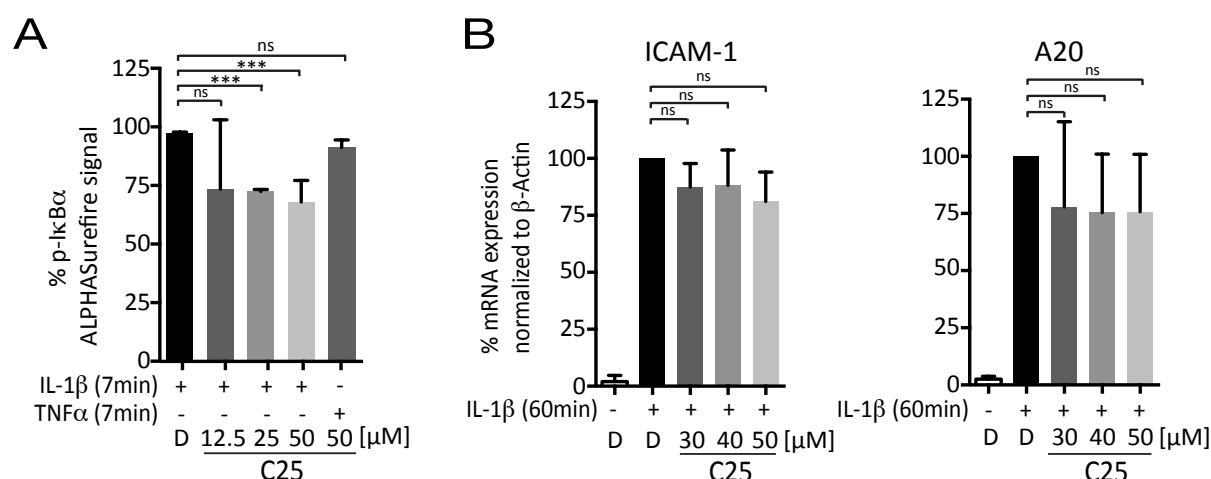 A
ns
***
***
ns
125
100
75
50
25
0
% p-IκBα
ALPHASurefire signal
IL-1β (7min) + + + + -
TNFα (7min) - - - - +
D 12.5 25 50 50 [µM]
C25
B
ICAM-1
ns
ns
ns
125
100
75
50
25
0
% mRNA expression
normalized to β-Actin
IL-1β (60min) - + + + +
D D 30 40 50 [µM]
C25
A20
ns
ns
ns
125
100
75
50
25
0
IL-1β (60min) - + + + +
D D 30 40 50 [µM]
C25